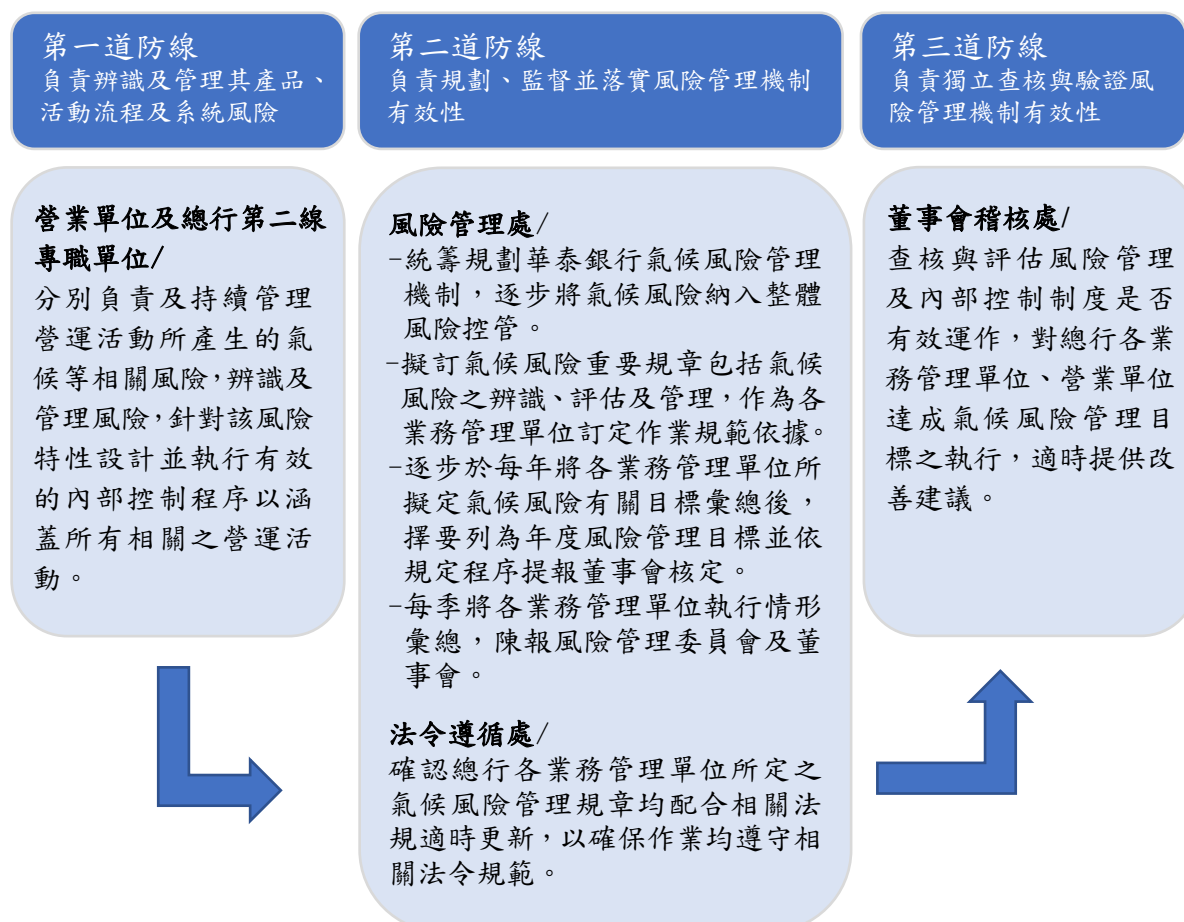 第一道防線
負責辨識及管理其產品、
活動流程及系統風險
營業單位及總行第二線
專職單位/
分別負責及持續管理
營運活動所產生的氣
候等相關風險，辨識及
管理風險，針對該風險
特性設計並執行有效
的內部控制程序以涵
蓋所有相關之營運活
動。
第二道防線
負責規劃、監督並落實風險管理機制
有效性
風險管理處/
-統籌規劃華泰銀行氣候風險管理
機制，逐步將氣候風險納入整體
風險控管。
-擬訂氣候風險重要規章包括氣候
風險之辨識、評估及管理，作為各
業務管理單位訂定作業規範依據。
-逐步於每年將各業務管理單位所
擬定氣候風險有關目標彙總後，
擇要列為年度風險管理目標並依
規定程序提報董事會核定。
-每季將各業務管理單位執行情形
彙總，陳報風險管理委員會及董
事會。
法令遵循處/
確認總行各業務管理單位所定之
氣候風險管理規章均配合相關法
規適時更新，以確保作業均遵守相
關法令規範。
第三道防線
負責獨立查核與驗證風
險管理機制有效性
董事會稽核處/
查核與評估風險管理
及內部控制制度是否
有效運作，對總行各業
務管理單位、營業單位
達成氣候風險管理目
標之執行，適時提供改
善建議。